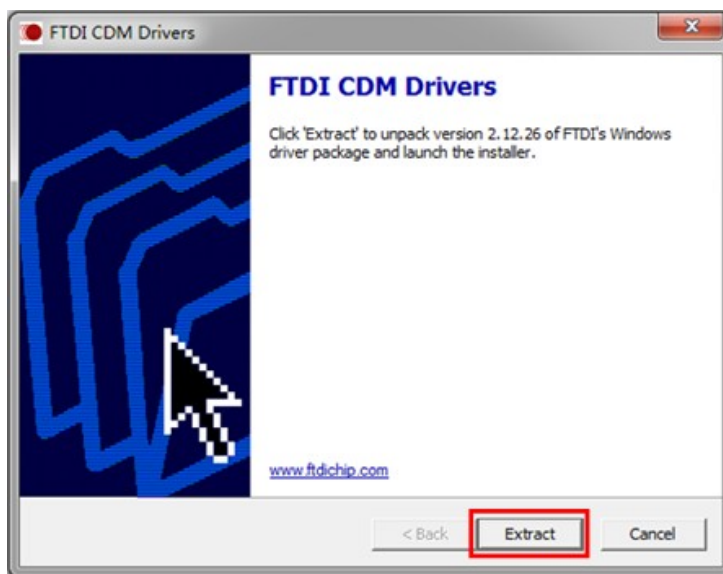 FTDI CDM Drivers
FTDI CDM Drivers
Click 'Extract' to unpack version 2.12.26 of FTDI's Windows
driver package and launch the installer.
www.ftdichip.com
< Back
Extract
Cancel